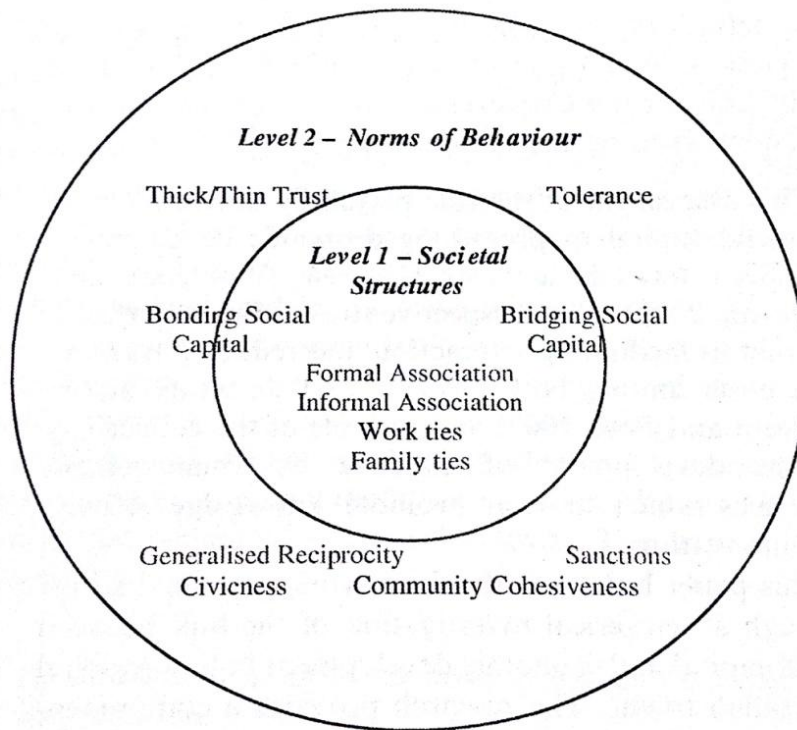 Level 2 – Norms of Behaviour
Thick/Thin Trust Tolerance
Level 1 – Societal
Structures
Bonding Social Bridging Social
Capital Capital
Formal Association
Informal Association
Work ties
Family ties
Generalised Reciprocity Sanctions
Civicness Community Cohesiveness